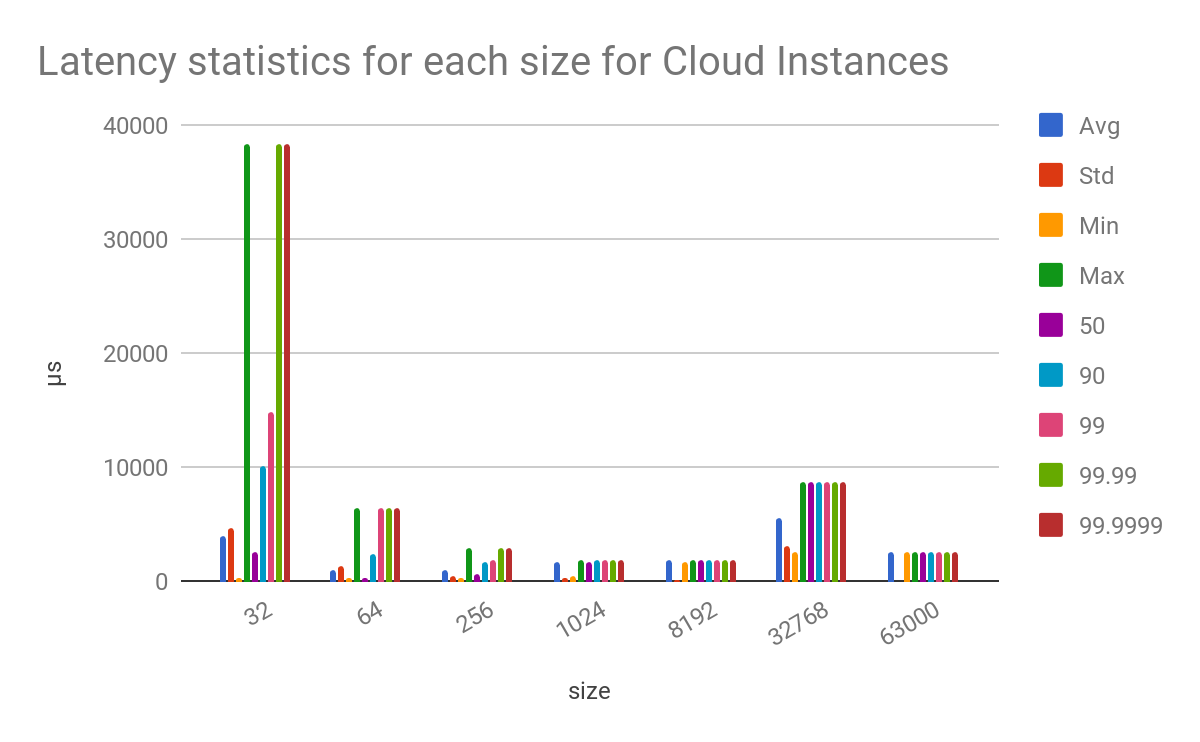 Latency statistics for each size for Cloud Instances
40000
30000
20000
10000
0
µs
32
64
256
1024
8192
32768
63000
size
Avg
Std
Min
Max
50
90
99
99.99
99.9999